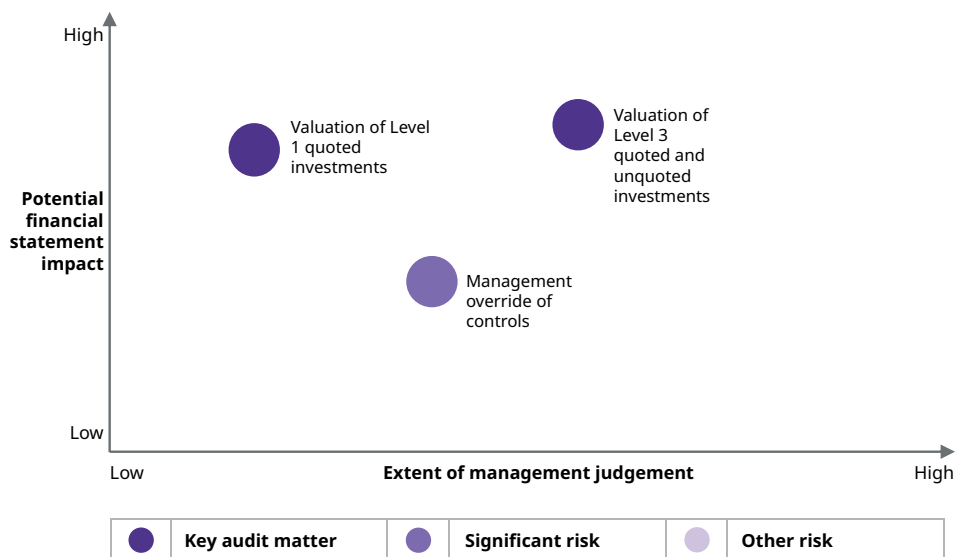 High
Valuation of Level
1 quoted
investments
Valuation of
Level 3
quoted and
unquoted
investments
Potential
financial
statement
impact
Management
override of
controls
Low
Low
Extent of management judgement
High
Key audit matter
Significant risk
Other risk